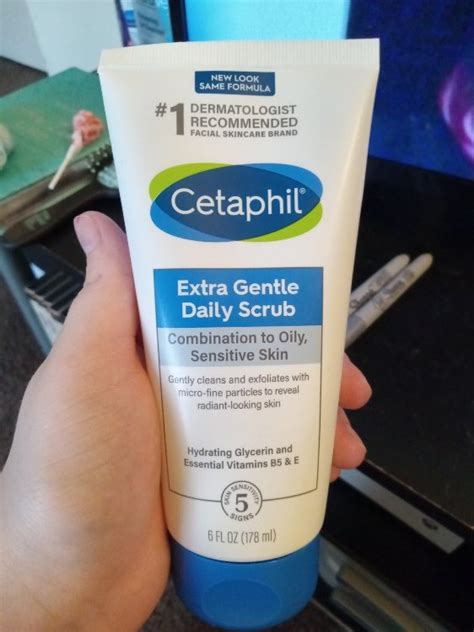 NEW LOOK
SAME FORMULA
#1 DERMATOLOGIST
RECOMMENDED
FACIAL SKINCARE BRAND
Cetaphil®
Extra Gentle
Daily Scrub
Combination to Oily,
Sensitive Skin
Gently cleans and exfoliates with
micro-fine particles to reveal
radiant-looking skin
Hydrating Glycerin and
Essential Vitamins B5 & E
SKIN SENSITIVITY
5
SIGNS
6 FL OZ (178 ml)